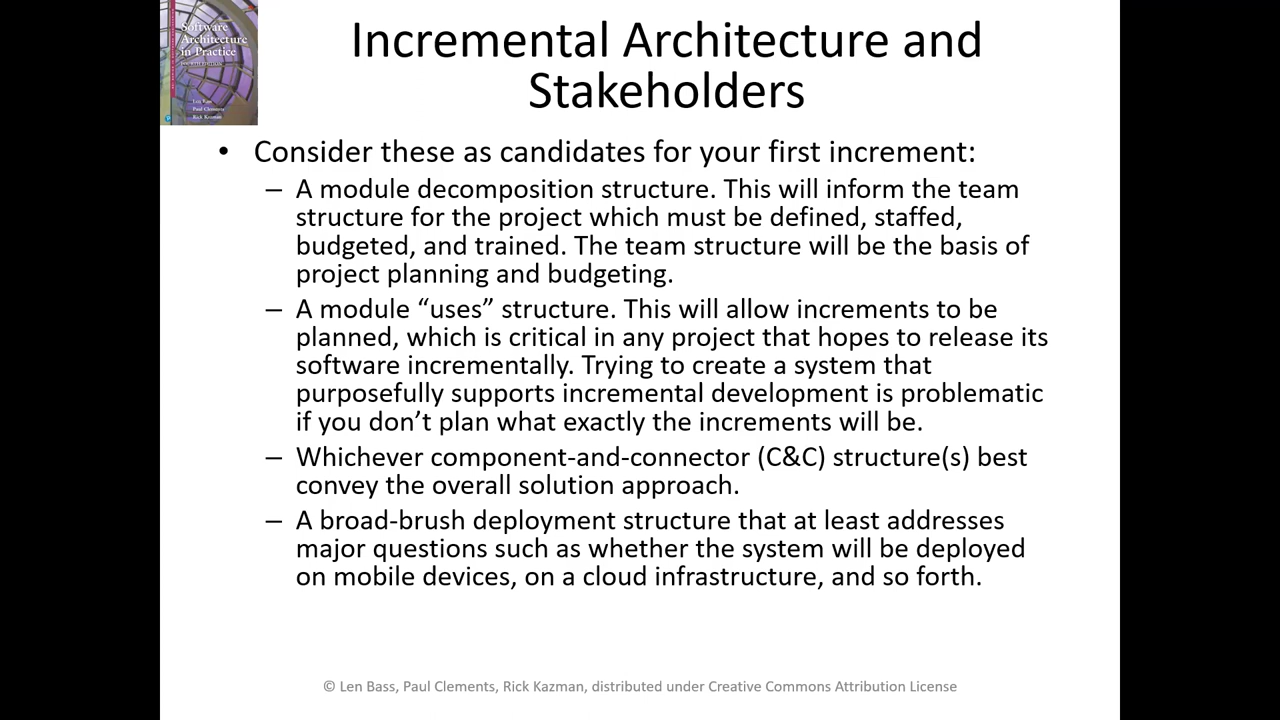 Software
Architecture
in Practice
FOURTH EDITION
Len Bass
Paul Clements
Rick Kazman
Incremental Architecture and
Stakeholders
• Consider these as candidates for your first increment:
– A module decomposition structure. This will inform the team
structure for the project which must be defined, staffed,
budgeted, and trained. The team structure will be the basis of
project planning and budgeting.
– A module “uses” structure. This will allow increments to be
planned, which is critical in any project that hopes to release its
software incrementally. Trying to create a system that
purposefully supports incremental development is problematic
if you don’t plan what exactly the increments will be.
– Whichever component-and-connector (C&C) structure(s) best
convey the overall solution approach.
– A broad-brush deployment structure that at least addresses
major questions such as whether the system will be deployed
on mobile devices, on a cloud infrastructure, and so forth.
© Len Bass, Paul Clements, Rick Kazman, distributed under Creative Commons Attribution License